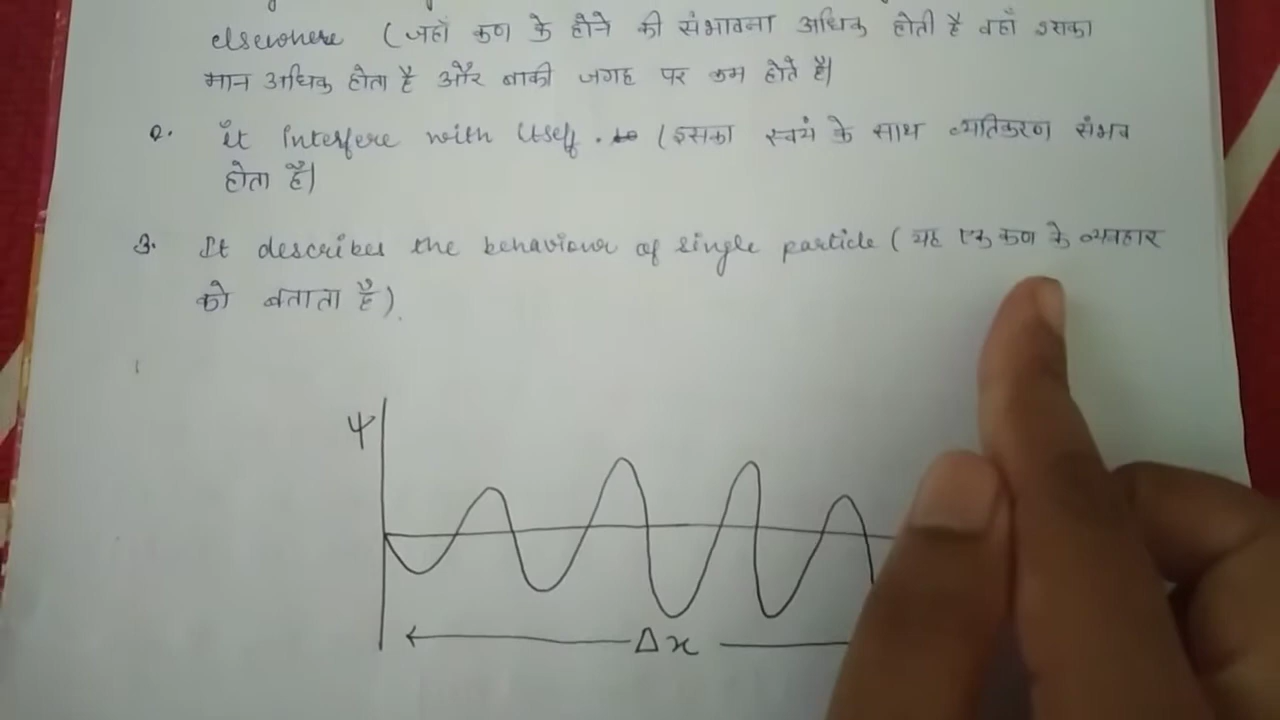 elsewhere (जहाँ कण के होने की संभावना अधिक होती है वहाँ इसका
मान अधिक होता है और बाकी जगह पर कम होते है।
2. it Interfere with itself. (इसका स्वयं के साथ व्यतिकरण संभव
होता है)
3. It describes the behaviour of single particle (यह एक कण के व्यवहार
को बताता है).
Ψ
Δx